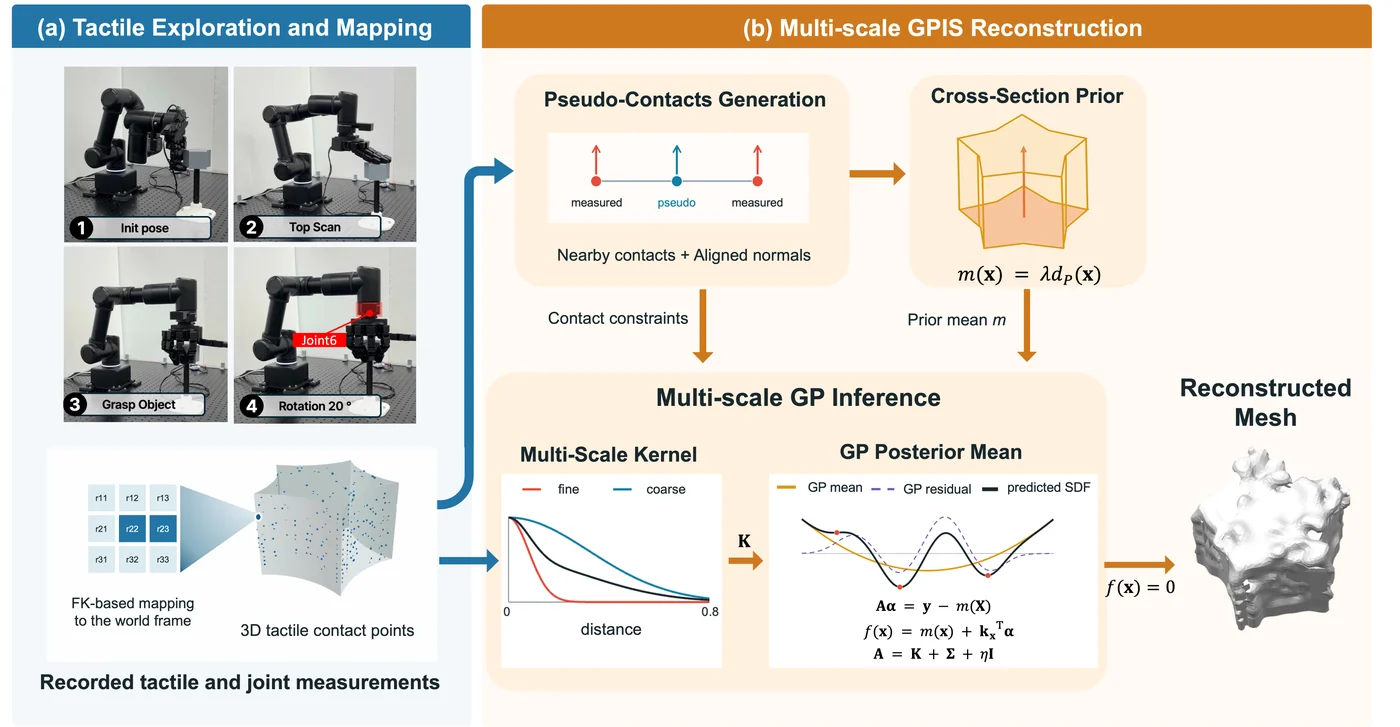 (a) Tactile Exploration and Mapping
1 Init pose
2 Top Scan
3 Grasp Object
Joint6
4 Rotation 20 °
r11 r12 r13
r21 r22 r23
r31 r32 r33
FK-based mapping
to the world frame
3D tactile contact points
Recorded tactile and joint measurements
(b) Multi-scale GPIS Reconstruction
Pseudo-Contacts Generation
measured pseudo measured
Nearby contacts + Aligned normals
Cross-Section Prior
m(x) = λd_P(x)
Contact constraints
Prior mean m
Multi-scale GP Inference
Multi-Scale Kernel
fine coarse
0 0.8
distance
K
GP Posterior Mean
GP mean GP residual predicted SDF
Aα = y − m(X)
f(x) = m(x) + k_x^T α
A = K + Σ + ηI
f(x) = 0
Reconstructed
Mesh